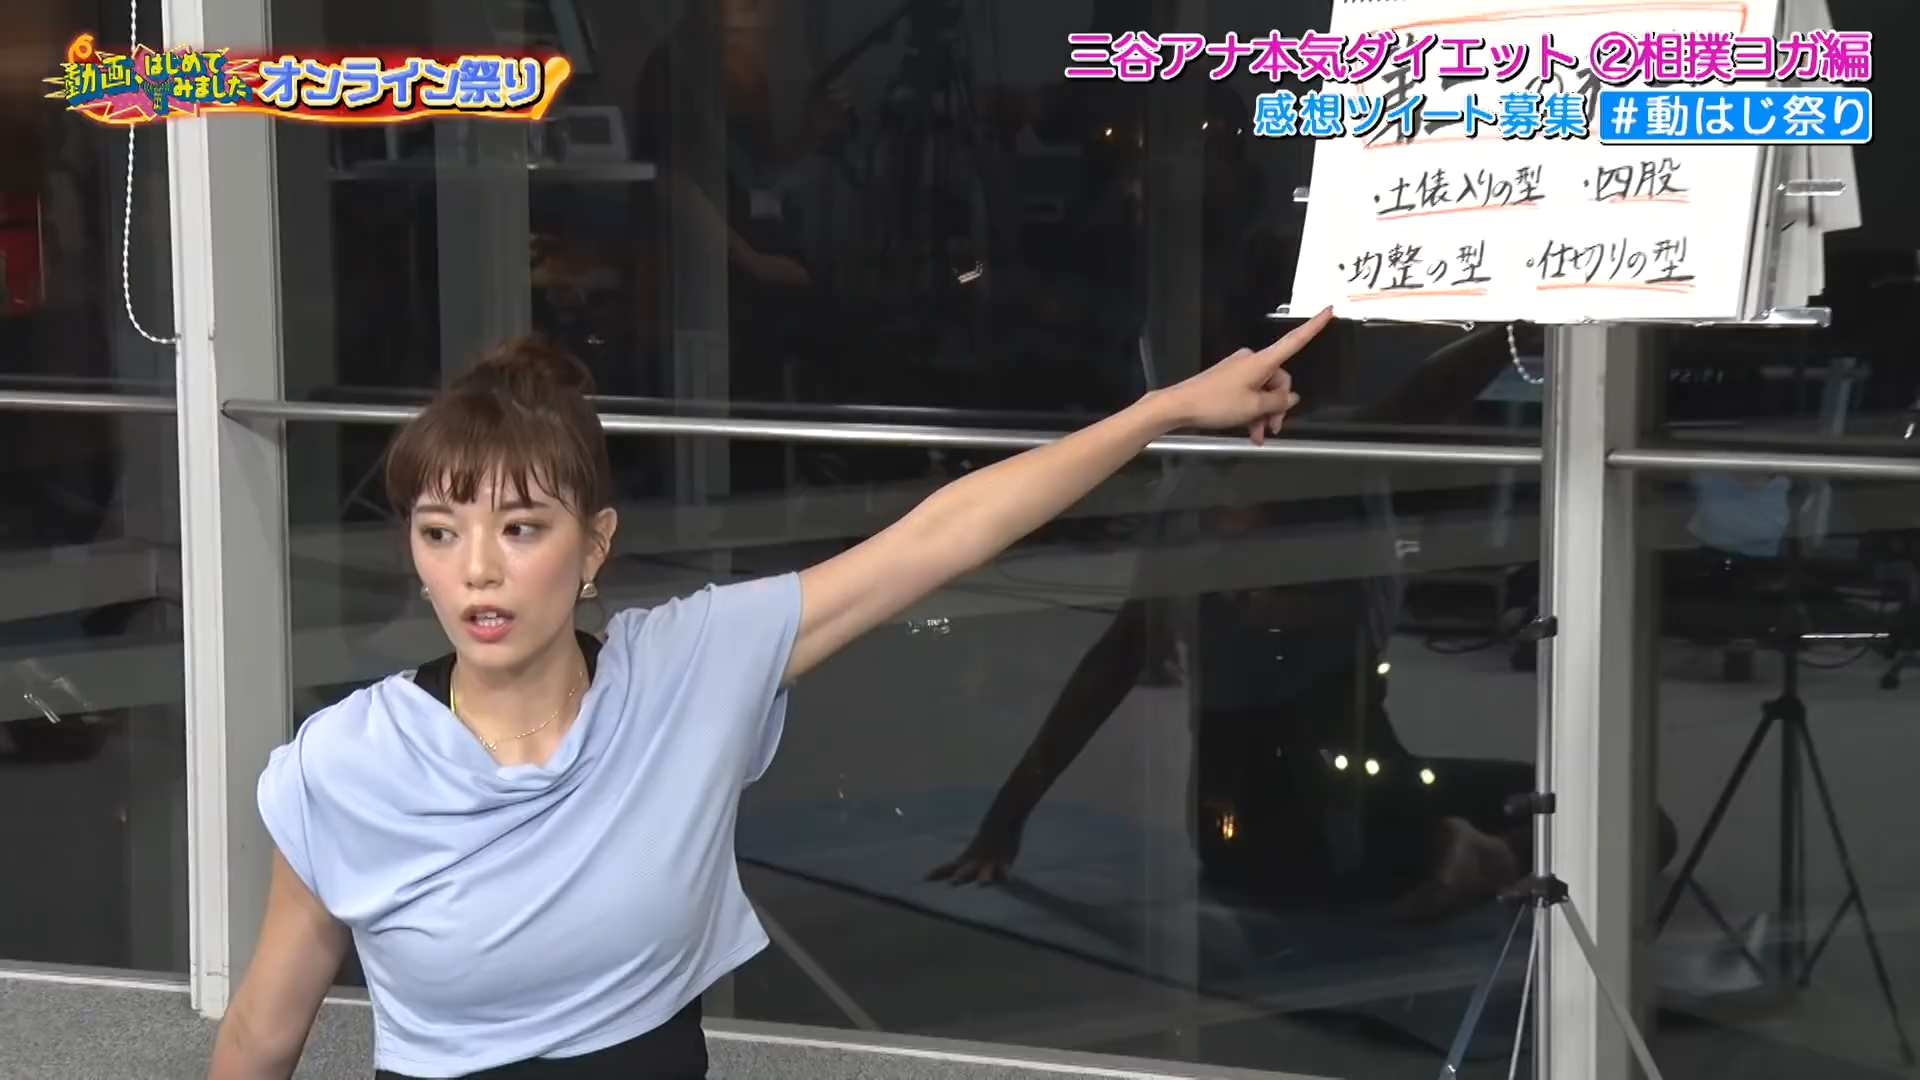 動画、はじめてみました オンライン祭り
三谷アナ本気ダイエット ②相撲ヨガ編
感想ツイート募集 #動はじ祭り
・土俵入りの型 ・四股
・均整の型 ・仕切りの型